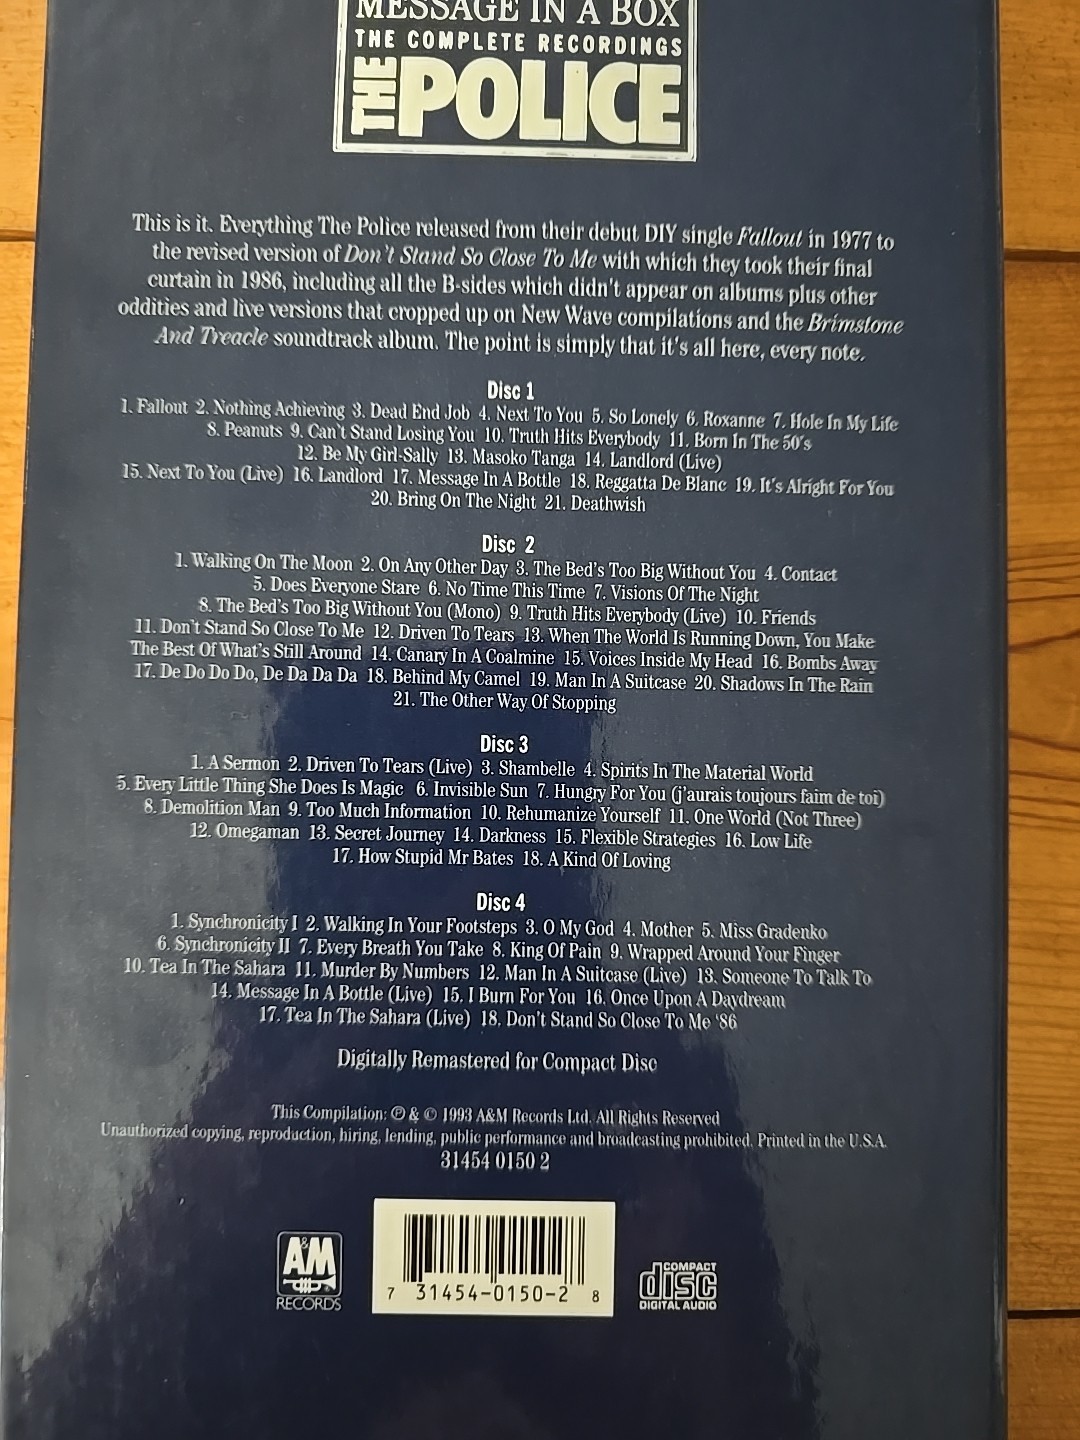 MESSAGE IN A BOX
THE COMPLETE RECORDINGS
THE POLICE
This is it. Everything The Police released from their debut DIY single Fallout in 1977 to
the revised version of Don't Stand So Close To Me with which they took their final
curtain in 1986, including all the B-sides which didn't appear on albums plus other
oddities and live versions that cropped up on New Wave compilations and the Brimstone
And Treacle soundtrack album. The point is simply that it's all here, every note.
Disc 1
1. Fallout 2. Nothing Achieving 3. Dead End Job 4. Next To You 5. So Lonely 6. Roxanne 7. Hole In My Life
8. Peanuts 9. Can't Stand Losing You 10. Truth Hits Everybody 11. Born In The 50's
12. Be My Girl-Sally 13. Masoko Tanga 14. Landlord (Live)
15. Next To You (Live) 16. Landlord 17. Message In A Bottle 18. Reggatta De Blanc 19. It's Alright For You
20. Bring On The Night 21. Deathwish
Disc 2
1. Walking On The Moon 2. On Any Other Day 3. The Bed's Too Big Without You 4. Contact
5. Does Everyone Stare 6. No Time This Time 7. Visions Of The Night
8. The Bed's Too Big Without You (Mono) 9. Truth Hits Everybody (Live) 10. Friends
11. Don't Stand So Close To Me 12. Driven To Tears 13. When The World Is Running Down, You Make
The Best Of What's Still Around 14. Canary In A Coalmine 15. Voices Inside My Head 16. Bombs Away
17. De Do Do Do, De Da Da Da 18. Behind My Camel 19. Man In A Suitcase 20. Shadows In The Rain
21. The Other Way Of Stopping
Disc 3
1. A Sermon 2. Driven To Tears (Live) 3. Shambelle 4. Spirits In The Material World
5. Every Little Thing She Does Is Magic 6. Invisible Sun 7. Hungry For You (j'aurais toujours faim de toi)
8. Demolition Man 9. Too Much Information 10. Rehumanize Yourself 11. One World (Not Three)
12. Omegaman 13. Secret Journey 14. Darkness 15. Flexible Strategies 16. Low Life
17. How Stupid Mr Bates 18. A Kind Of Loving
Disc 4
1. Synchronicity I 2. Walking In Your Footsteps 3. O My God 4. Mother 5. Miss Gradenko
6. Synchronicity II 7. Every Breath You Take 8. King Of Pain 9. Wrapped Around Your Finger
10. Tea In The Sahara 11. Murder By Numbers 12. Man In A Suitcase (Live) 13. Someone To Talk To
14. Message In A Bottle (Live) 15. I Burn For You 16. Once Upon A Daydream
17. Tea In The Sahara (Live) 18. Don't Stand So Close To Me '86
Digitally Remastered for Compact Disc
This Compilation: ℗ & © 1993 A&M Records Ltd. All Rights Reserved
Unauthorized copying, reproduction, hiring, lending, public performance and broadcasting prohibited. Printed in the U.S.A.
31454 0150 2
A&M
RECORDS
7 31454-0150-2 8
COMPACT
disc
DIGITAL AUDIO